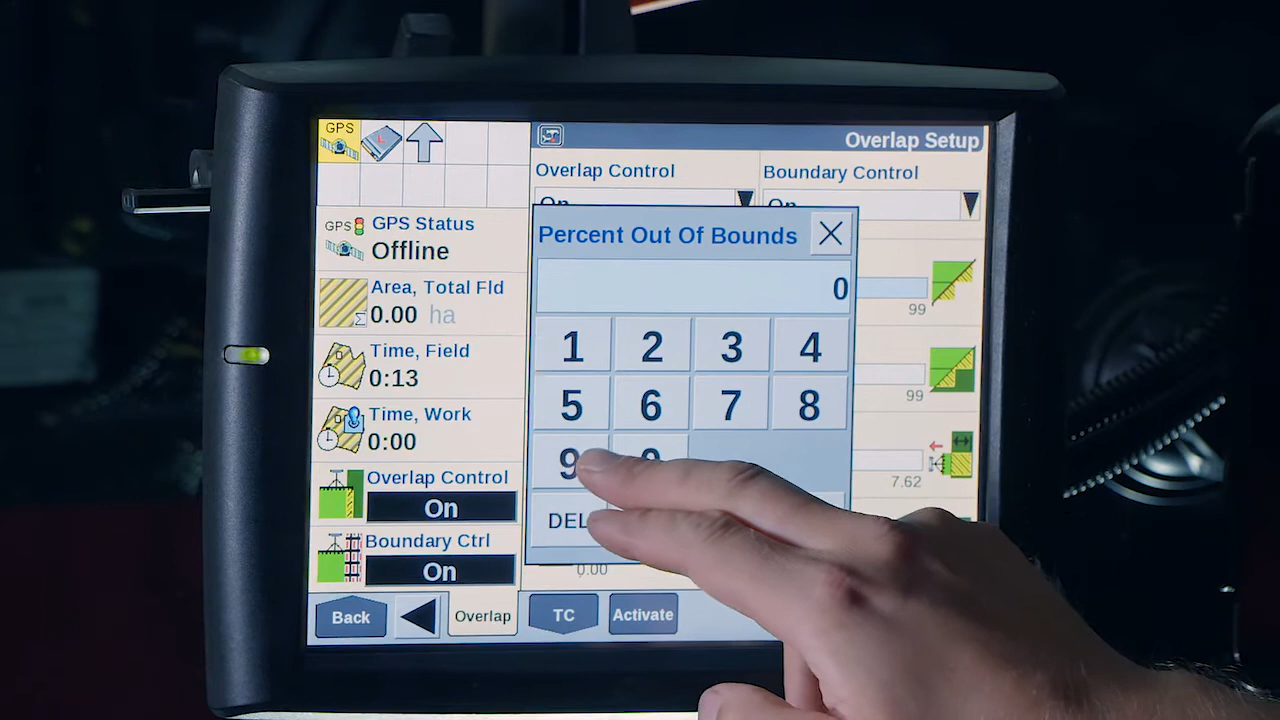 GPS
Overlap Setup
Overlap Control
Boundary Control
On
On
GPS
GPS Status
Offline
Percent Out Of Bounds
0
Area, Total Fld
0.00 ha
99
1 2 3 4
Time, Field
0:13
5 6 7 8
99
Time, Work
0:00
9 0
7.62
Overlap Control
On
DEL
Boundary Ctrl
On
0.00
Back
Overlap
TC
Activate